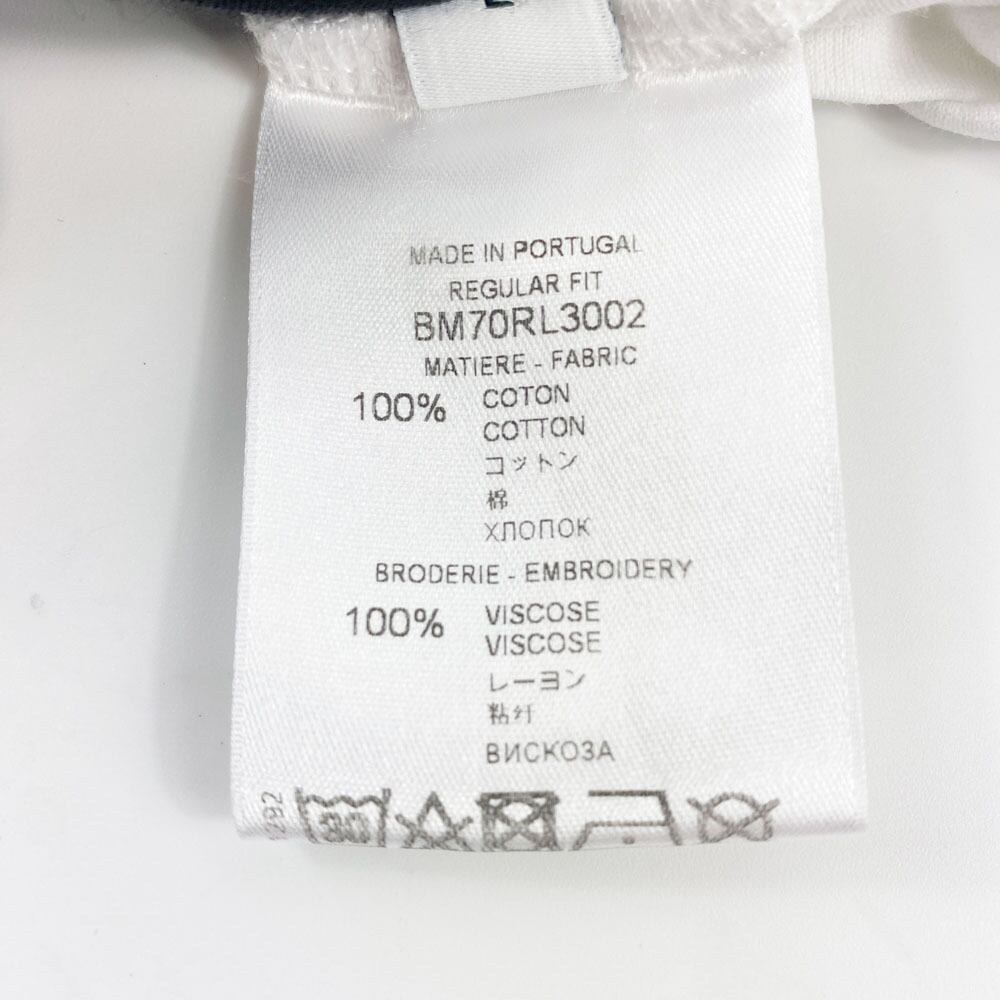 MADE IN PORTUGAL
REGULAR FIT
BM70RL3002
MATIERE - FABRIC
100% COTON
COTTON
コットン
棉
ХЛОПОК
BRODERIE - EMBROIDERY
100% VISCOSE
VISCOSE
レーヨン
粘纤
ВИСКОЗА